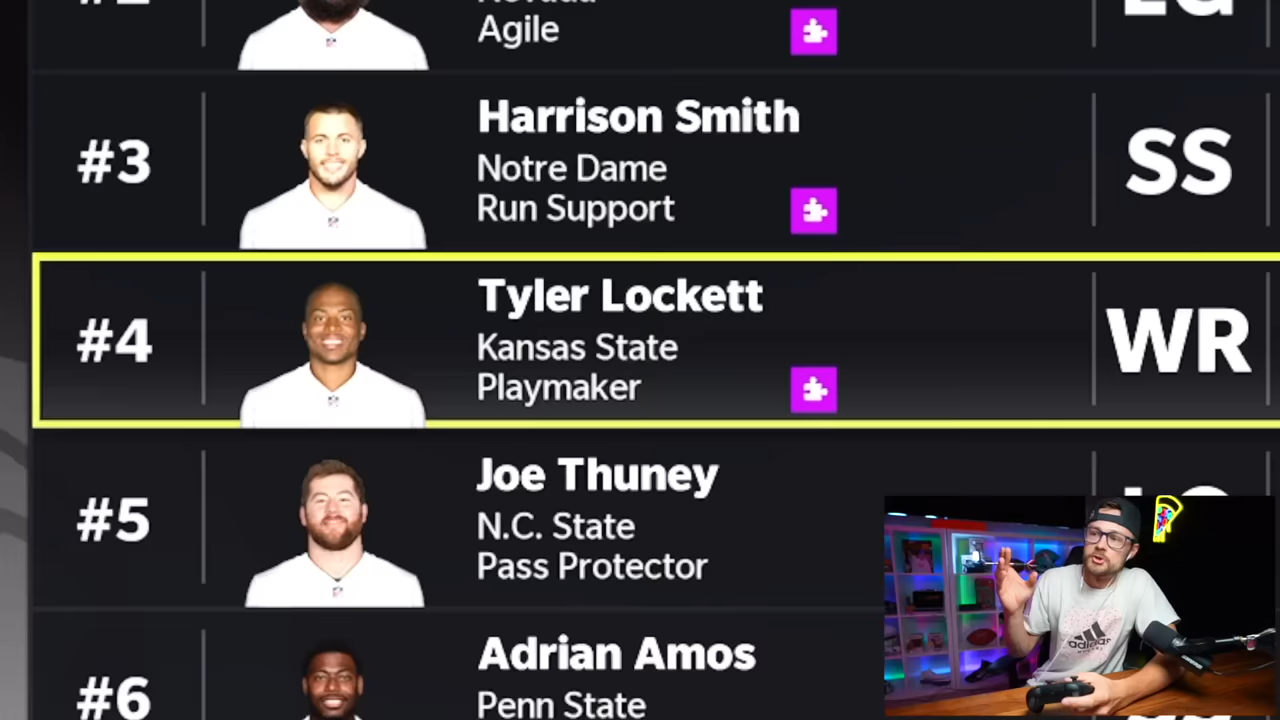 Agile
#3
Harrison Smith
Notre Dame
Run Support
SS
#4
Tyler Lockett
Kansas State
Playmaker
WR
#5
Joe Thuney
N.C. State
Pass Protector
#6
Adrian Amos
Penn State
adidas